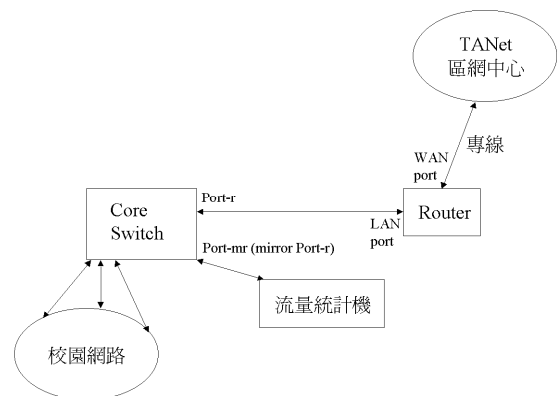 TANet
區網中心
專線
WAN
port
Port-r
Core
Switch
LAN
port
Router
Port-mr (mirror Port-r)
流量統計機
校園網路